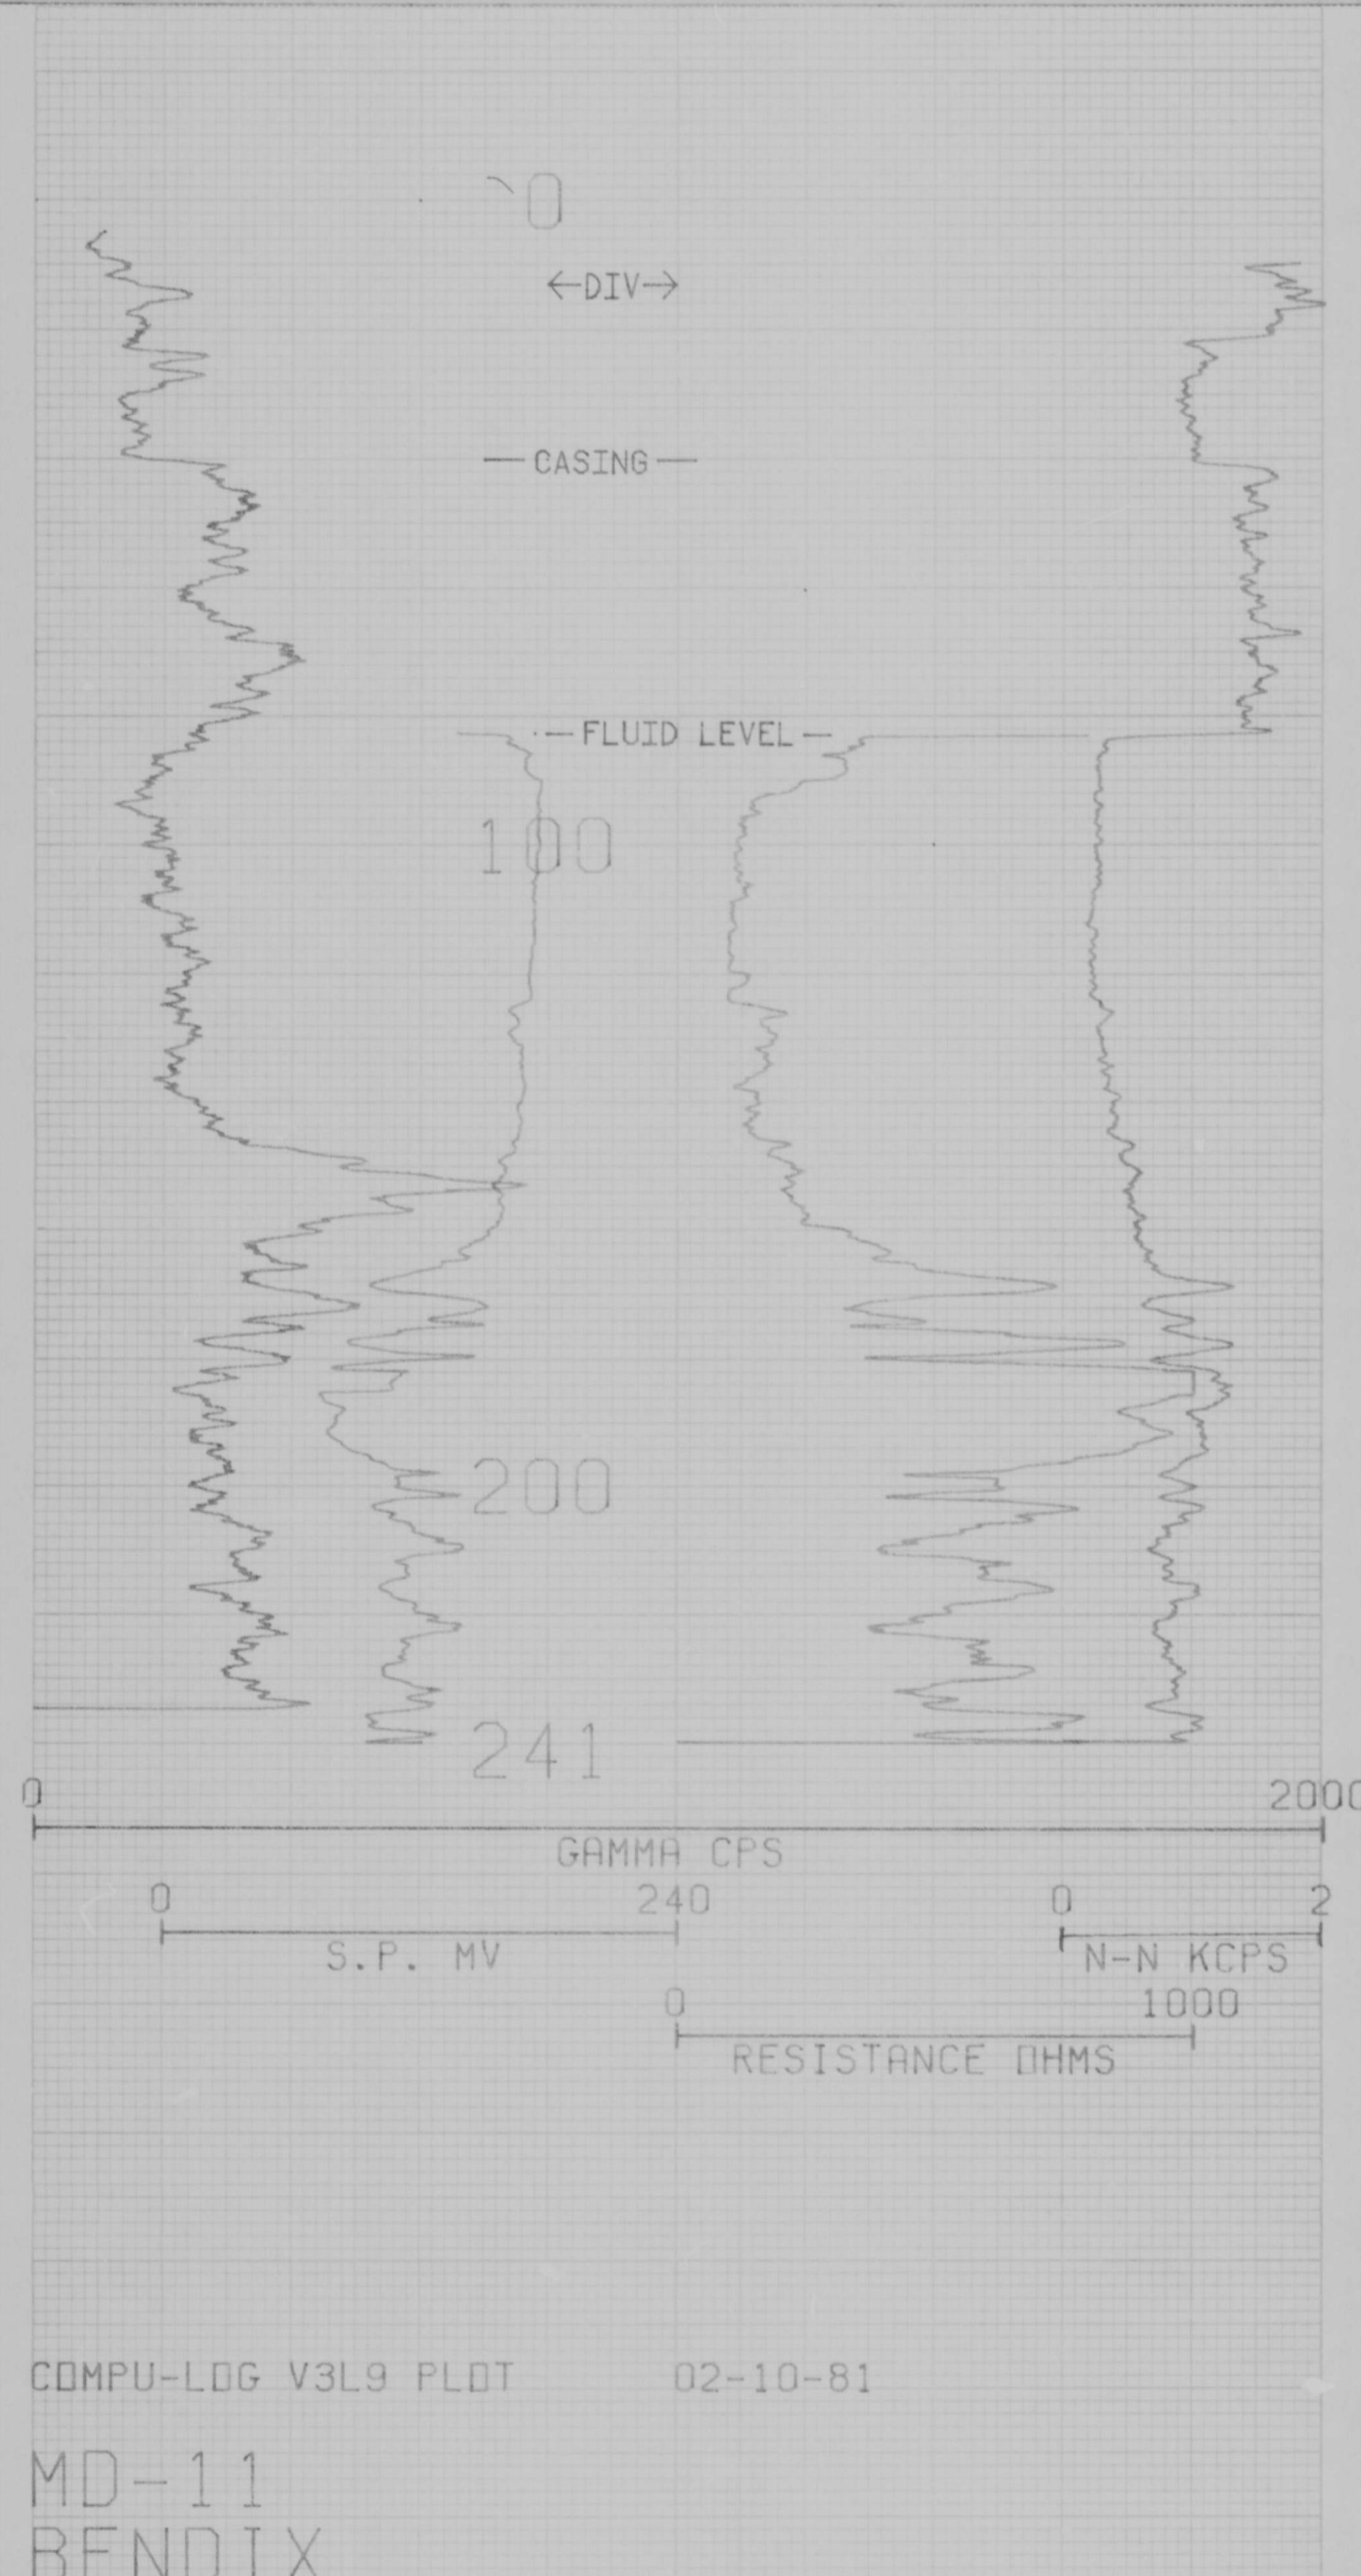 0
←DIV→
—CASING—
—FLUID LEVEL—
100
200
241
0 2000
GAMMA CPS
0 240 0 2
S.P. MV N-N KCPS
0 1000
RESISTANCE OHMS
COMPU-LOG V3L9 PLOT 02-10-81
MD-11
BENDIX